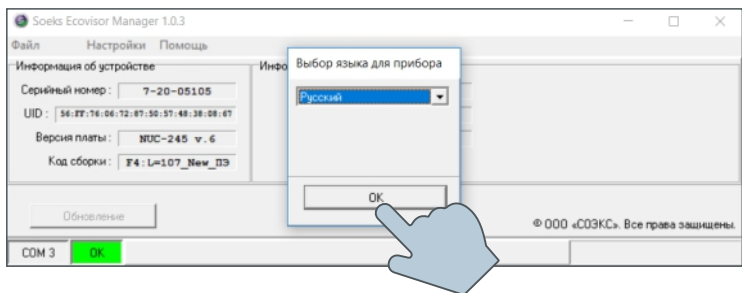 Soeks Ecovisor Manager 1.0.3
Файл Настройки Помощь
Информация об устройстве
Серийный номер: 7-20-05105
UID: 56:FF:76:06:72:87:50:57:48:38:08:67
Версия платы: NUC-245 v.6
Код сборки: F4:L=107_New_ПЭ
Инфо
Выбор языка для прибора
Русский
OK
Обновление
© ООО «СОЭКС». Все права защищены.
COM 3 OK